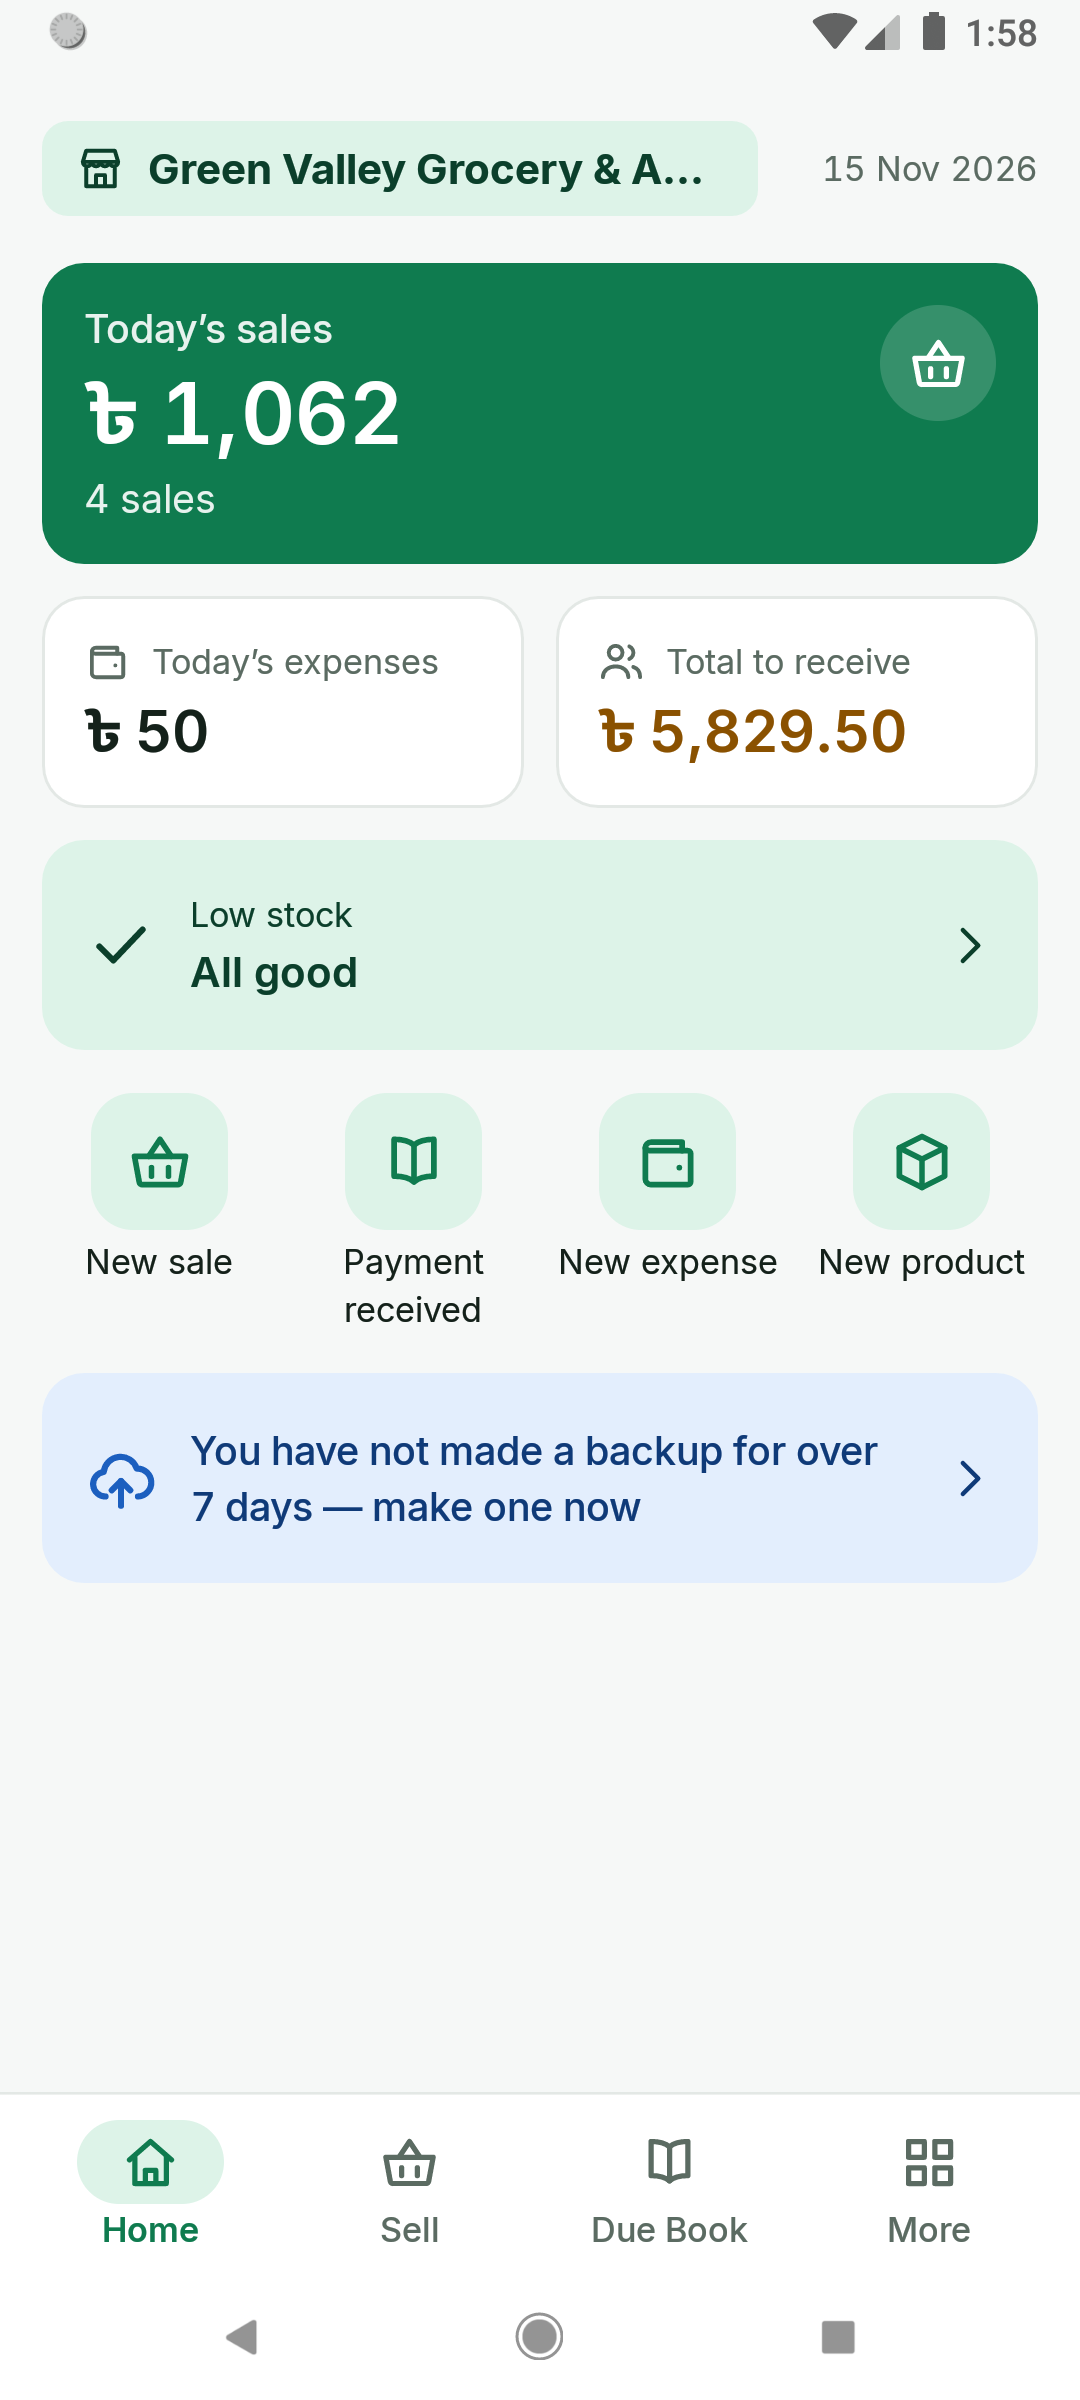 1:58
Green Valley Grocery & A...
15 Nov 2026
Today’s sales
৳ 1,062
4 sales
Today’s expenses
৳ 50
Total to receive
৳ 5,829.50
Low stock
All good
New sale
Payment
received
New expense
New product
You have not made a backup for over
7 days — make one now
Home
Sell
Due Book
More